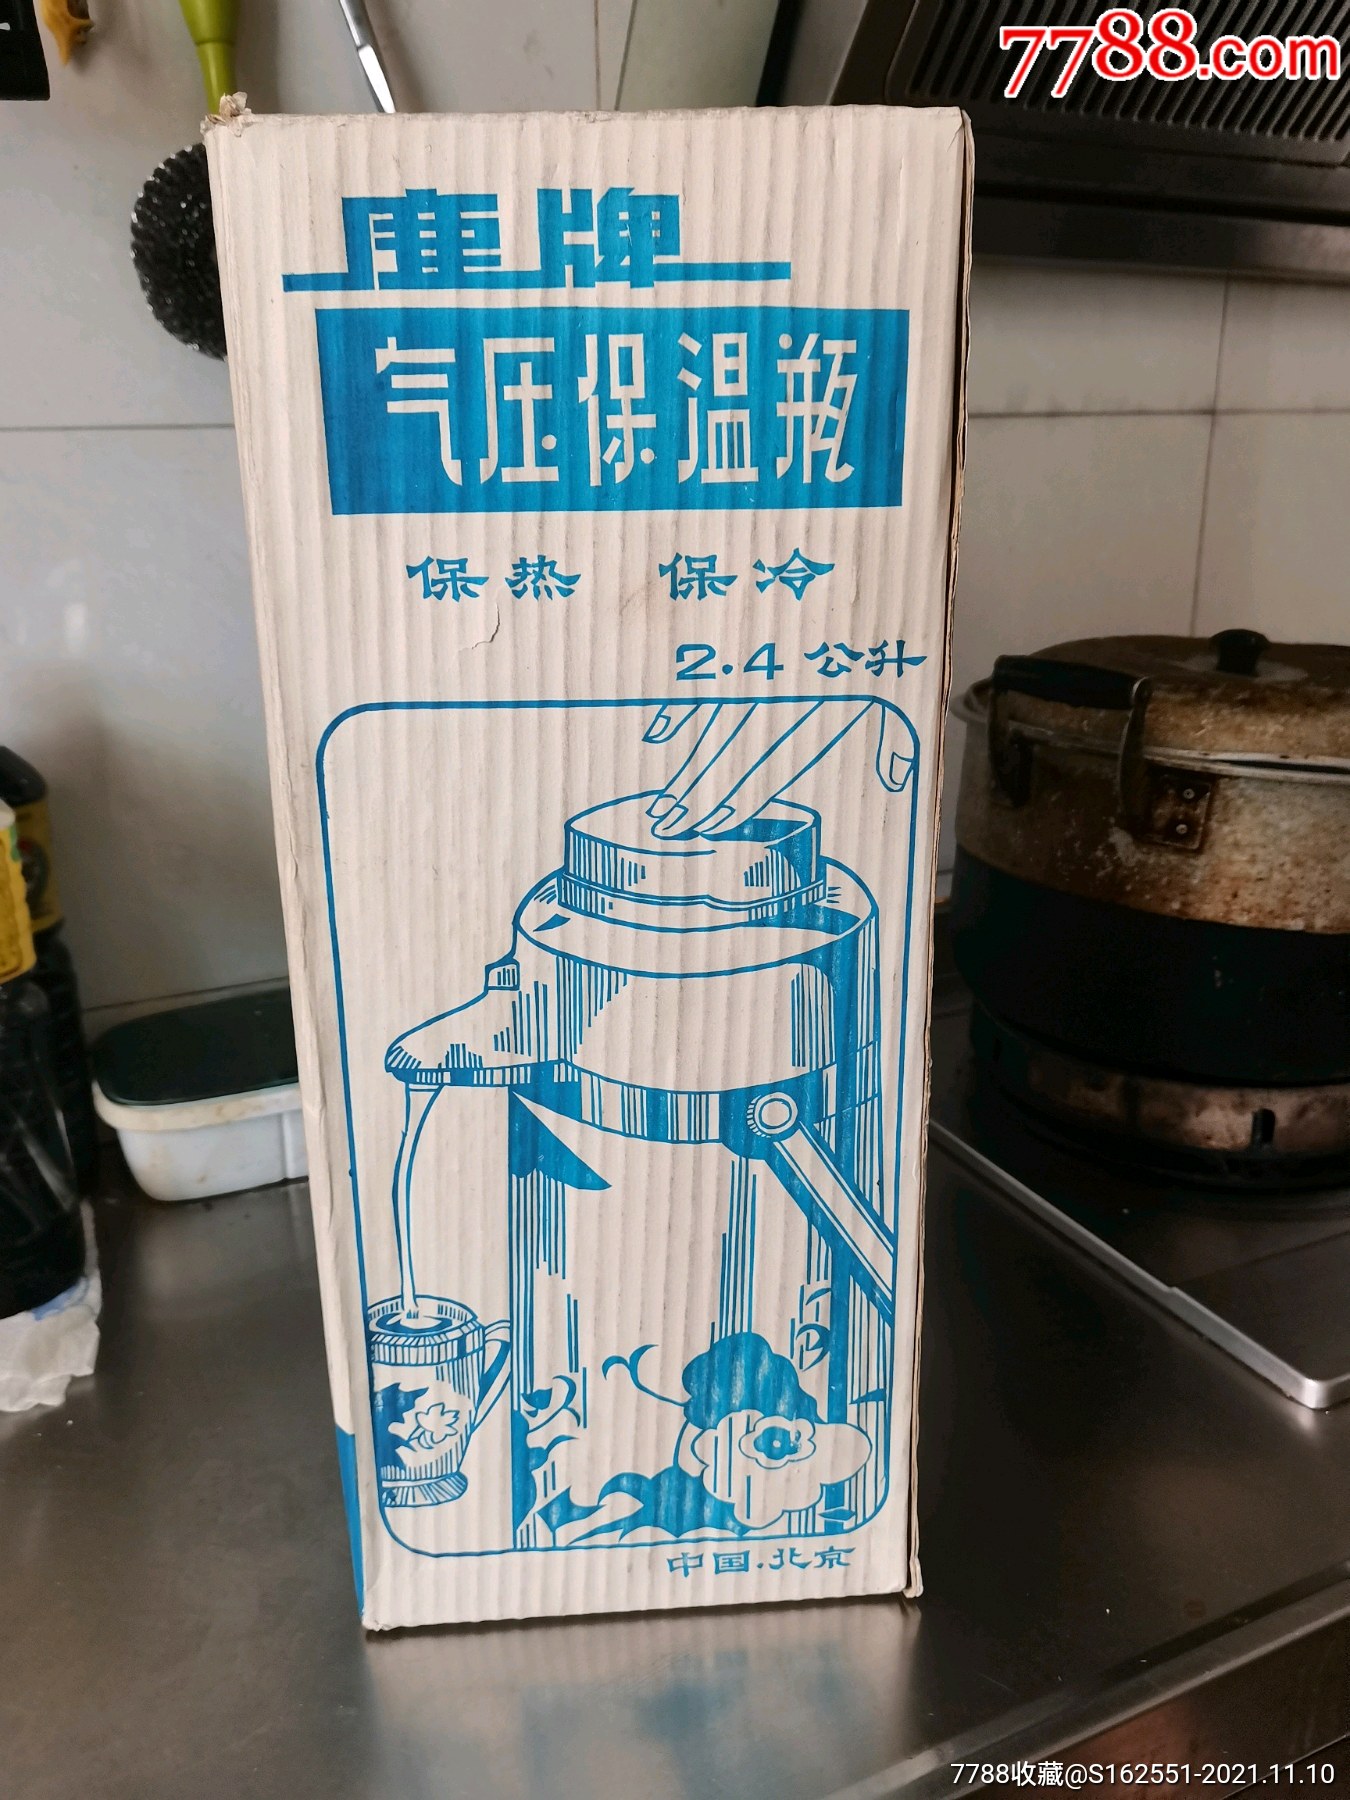 7788.com
鹿牌
气压保温瓶
保热 保冷
2.4公升
中国.北京
7788收藏@S162551-2021.11.10